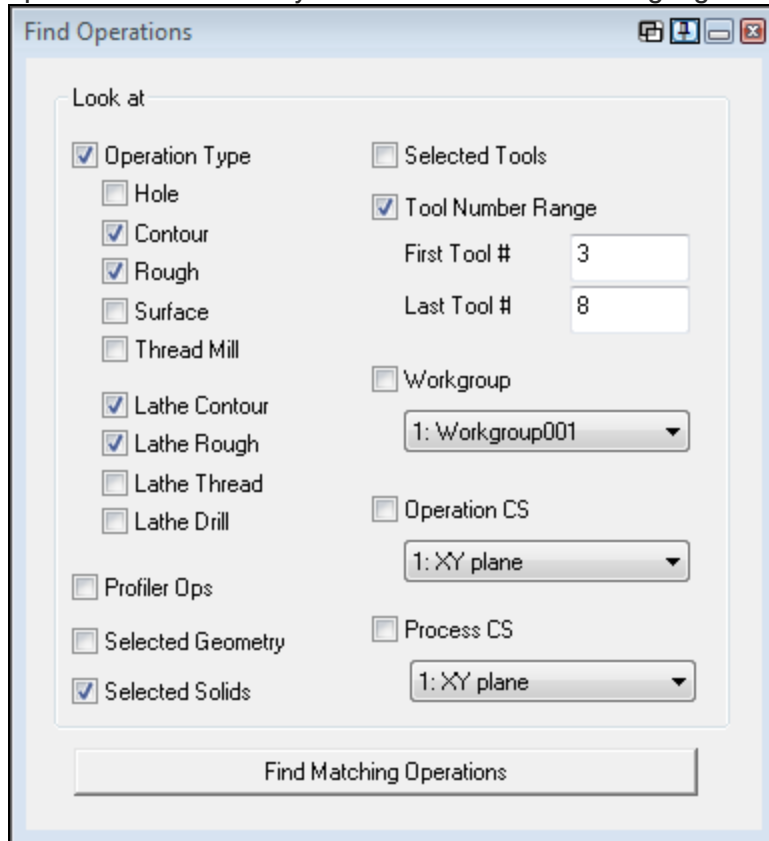 Find Operations
Look at
Operation Type
Hole
Contour
Rough
Surface
Thread Mill
Lathe Contour
Lathe Rough
Lathe Thread
Lathe Drill
Profiler Ops
Selected Geometry
Selected Solids
Selected Tools
Tool Number Range
First Tool # 3
Last Tool # 8
Workgroup
1: Workgroup001
Operation CS
1: XY plane
Process CS
1: XY plane
Find Matching Operations